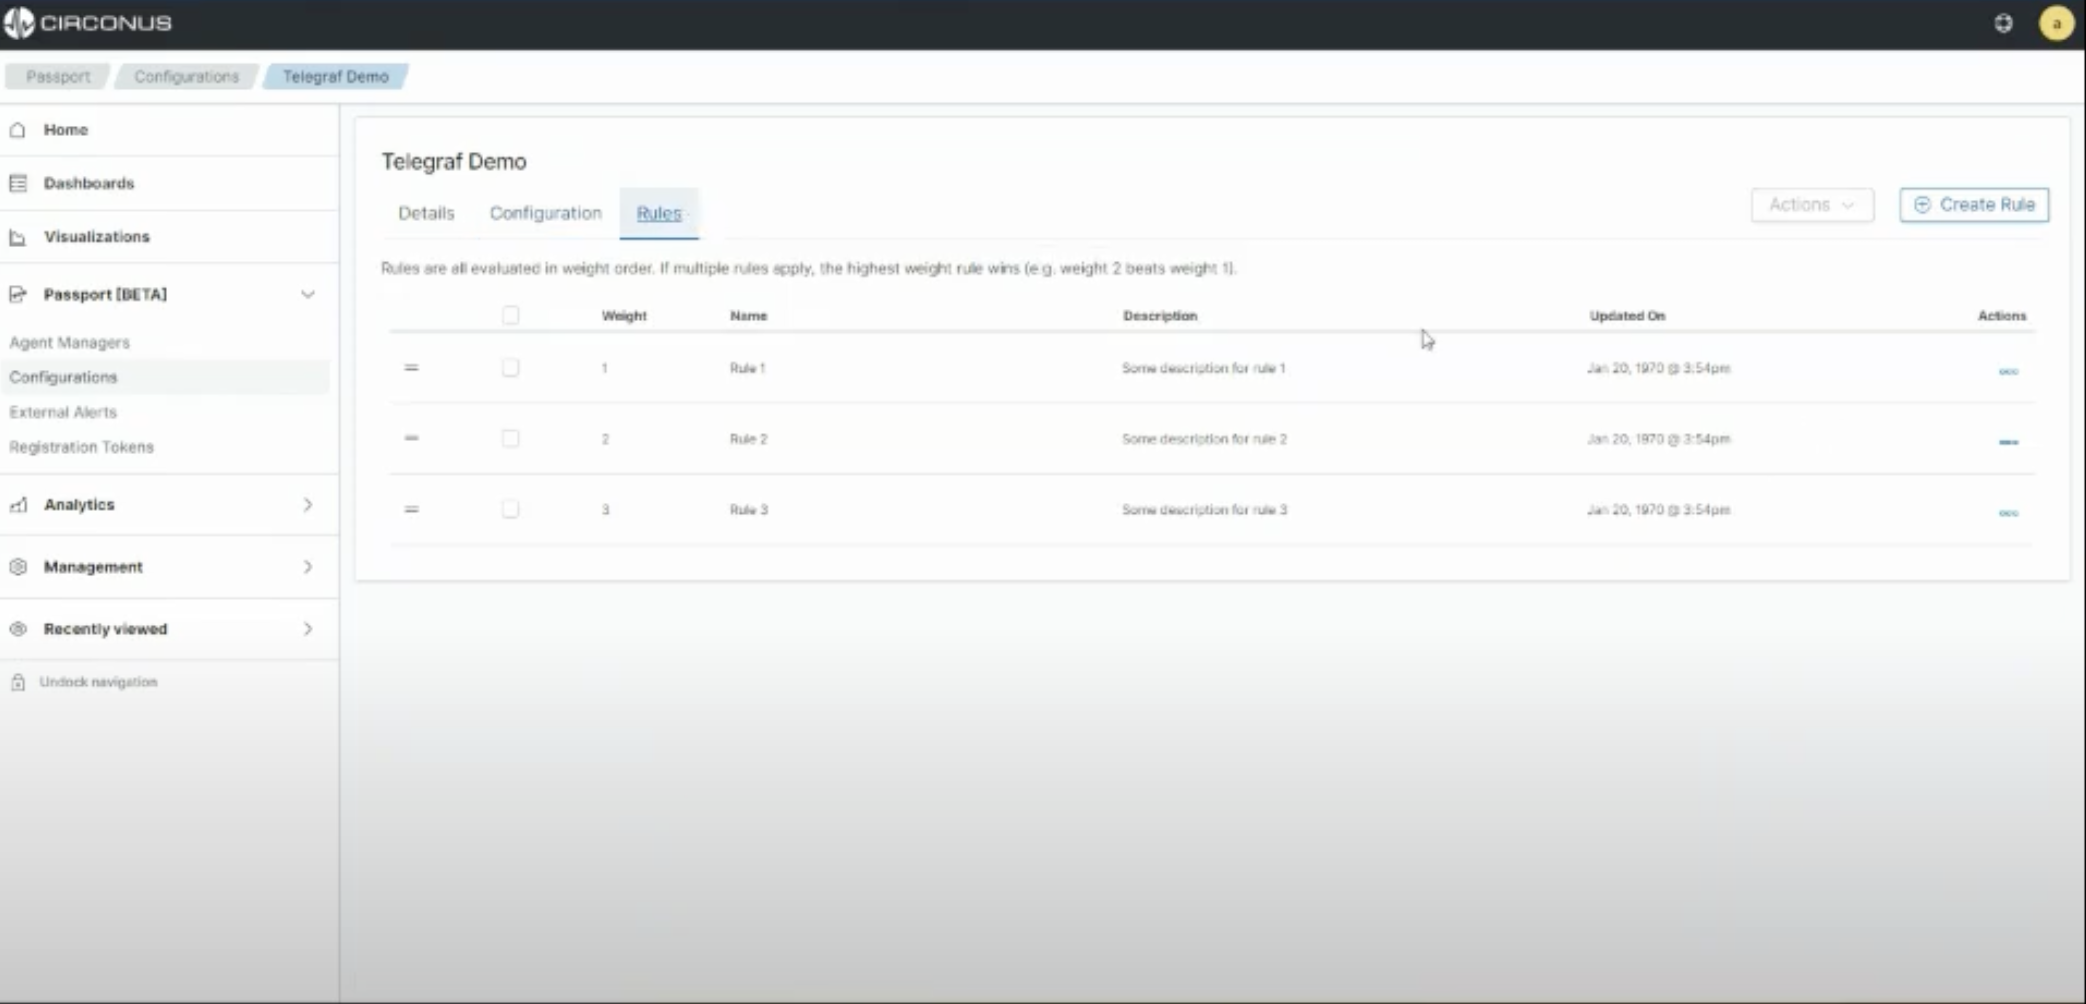 CIRCONUS
a
Passport
Configurations
Telegraf Demo
Home
Dashboards
Visualizations
Passport [BETA]
Agent Managers
Configurations
External Alerts
Registration Tokens
Analytics
Management
Recently viewed
Undock navigation
Telegraf Demo
Details
Configuration
Rules
Actions
Create Rule
Rules are all evaluated in weight order. If multiple rules apply, the highest weight rule wins (e.g. weight 2 beats weight 1).
Weight Name Description Updated On Actions
1 Rule 1 Some description for rule 1 Jan 20, 1970 @ 3:54pm
2 Rule 2 Some description for rule 2 Jan 20, 1970 @ 3:54pm
3 Rule 3 Some description for rule 3 Jan 20, 1970 @ 3:54pm